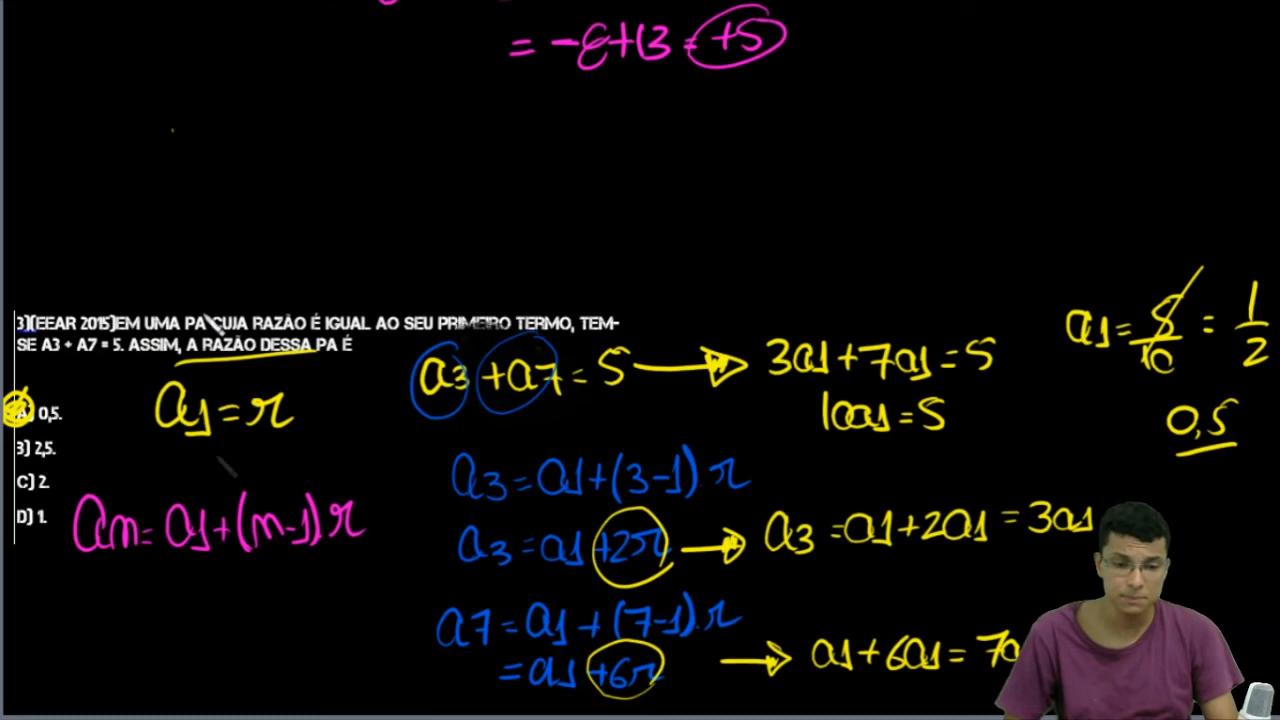 = -8+13 = +5
3)(EEAR 2015)EM UMA PA CUJA RAZÃO É IGUAL AO SEU PRIMEIRO TERMO, TEM-
SE A3 + A7 = 5. ASSIM, A RAZÃO DESSA PA É
A) 0,5.
B) 2,5.
C) 2.
D) 1.
a1 = r
an = a1+(n-1) r
a3 + a7 = 5
3a1 + 7a1 = 5
10a1 = 5
a1 = 5/10 = 1/2
0,5
a3 = a1+(3-1) r
a3 = a1 +2r
a3 = a1+2a1 = 3a1
a7 = a1 + (7-1).r
= a1 +6r
a1+6a1 = 7a